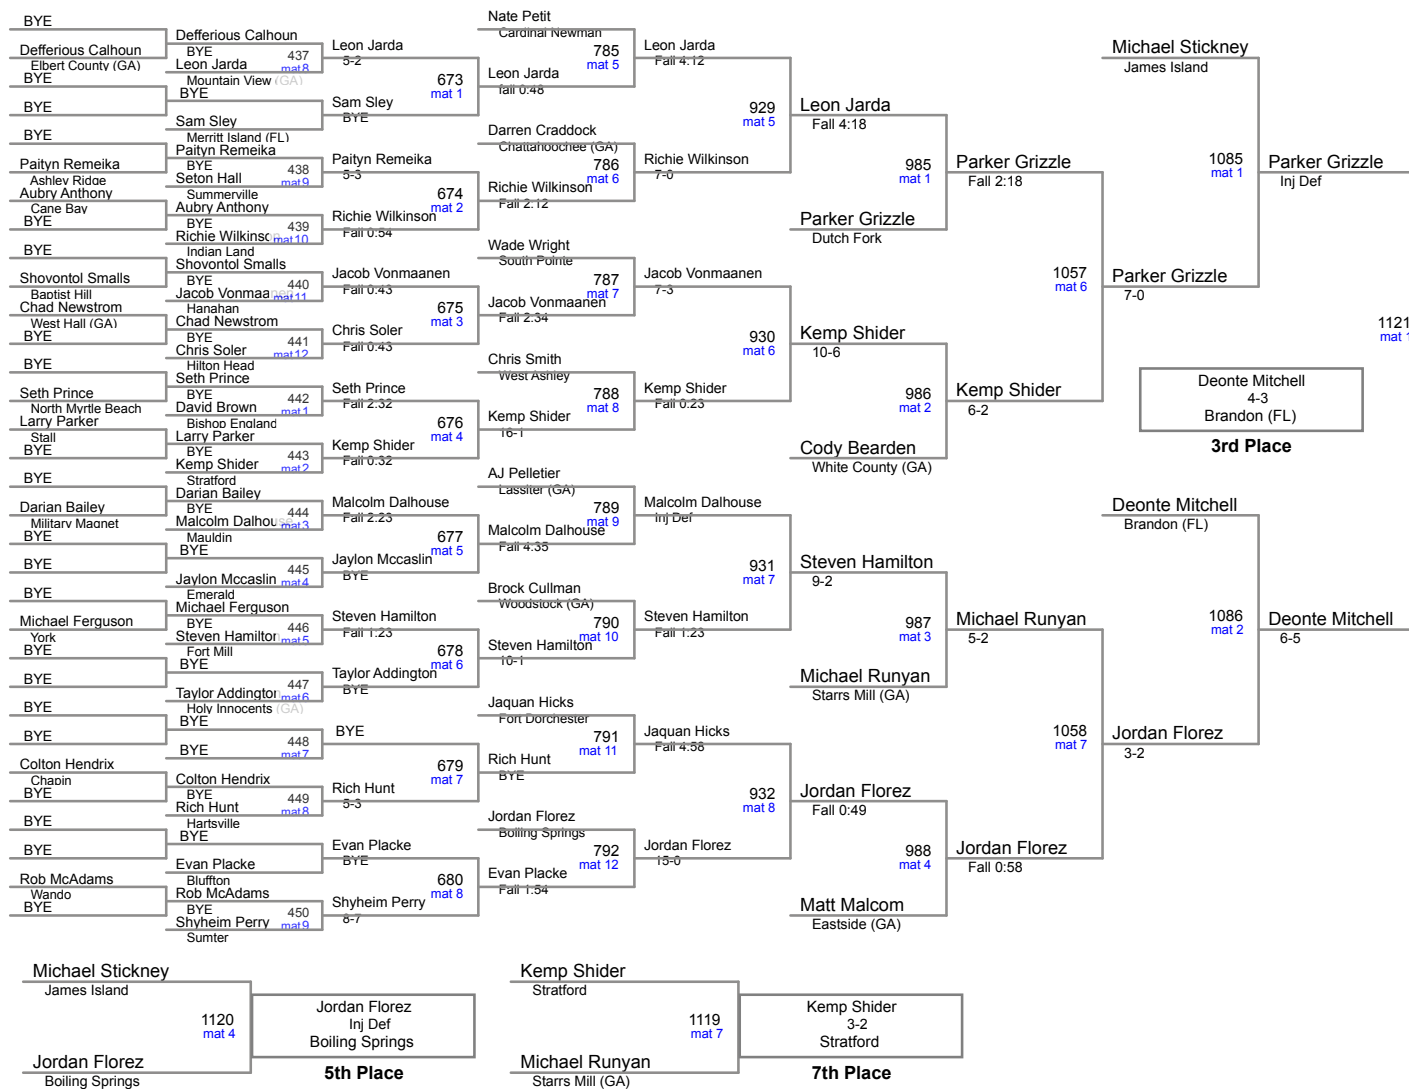 BYE
Defferious Calhoun
Elbert County (GA)
BYE
BYE
BYE
Paityn Remeika
Ashley Ridge
Aubry Anthony
Cane Bay
BYE
BYE
Shovontol Smalls
Baptist Hill
Chad Newstrom
West Hall (GA)
BYE
BYE
Seth Prince
North Myrtle Beach
Larry Parker
Stall
BYE
BYE
Darian Bailey
Military Magnet
BYE
BYE
BYE
Michael Ferguson
York
BYE
BYE
BYE
BYE
Colton Hendrix
Chapin
BYE
BYE
BYE
Rob McAdams
Wando
BYE
Defferious Calhoun
BYE 437
Leon Jarda mat 8
Mountain View (GA)
BYE
Sam Sley
Merritt Island (FL)
Paityn Remeika
BYE 438
Seton Hall mat 9
Summerville
Aubry Anthony
BYE 439
Richie Wilkinson mat 10
Indian Land
Shovontol Smalls
BYE 440
Jacob Vonmaanen mat 11
Hanahan
Chad Newstrom
BYE 441
Chris Soler mat 12
Hilton Head
Seth Prince
BYE 442
David Brown mat 1
Bishop England
Larry Parker
BYE 443
Kemp Shider mat 2
Stratford
Darian Bailey
BYE 444
Malcolm Dalhouse mat 3
Mauldin
BYE
445
Jaylon Mccaslin mat 4
Emerald
Michael Ferguson
BYE 446
Steven Hamilton mat 5
Fort Mill
BYE
447
Taylor Addington mat 6
Holy Innocents (GA)
BYE
448
BYE mat 7
Colton Hendrix
BYE 449
Rich Hunt mat 8
Hartsville
BYE
Evan Placke
Bluffton
Rob McAdams
BYE 450
Shyheim Perry mat 9
Sumter
Leon Jarda
5-2
673
mat 1
Sam Sley
BYE
Paityn Remeika
5-3
674
mat 2
Richie Wilkinson
Fall 0:54
Jacob Vonmaanen
Fall 0:43
675
mat 3
Chris Soler
Fall 0:43
Seth Prince
Fall 2:32
676
mat 4
Kemp Shider
Fall 0:32
Malcolm Dalhouse
Fall 2:23
677
mat 5
Jaylon Mccaslin
BYE
Steven Hamilton
Fall 1:23
678
mat 6
Taylor Addington
BYE
BYE
679
mat 7
Rich Hunt
5-3
Evan Placke
BYE
680
mat 8
Shyheim Perry
8-7
Nate Petit
Cardinal Newman
785
mat 5
Leon Jarda
fall 0:48
Darren Craddock
Chattahoochee (GA)
786
mat 6
Richie Wilkinson
Fall 2:12
Wade Wright
South Pointe
787
mat 7
Jacob Vonmaanen
Fall 2:34
Chris Smith
West Ashley
788
mat 8
Kemp Shider
16-1
AJ Pelletier
Lassiter (GA)
789
mat 9
Malcolm Dalhouse
Fall 4:35
Brock Cullman
Woodstock (GA)
790
mat 10
Steven Hamilton
10-1
Jaquan Hicks
Fort Dorchester
791
mat 11
Rich Hunt
BYE
Jordan Florez
Boiling Springs
792
mat 12
Evan Placke
Fall 1:54
Leon Jarda
Fall 4:12
929
mat 5
Richie Wilkinson
7-0
Jacob Vonmaanen
7-3
930
mat 6
Kemp Shider
Fall 0:23
Malcolm Dalhouse
Inj Def
931
mat 7
Steven Hamilton
Fall 1:23
Jaquan Hicks
Fall 4:58
932
mat 8
Jordan Florez
15-0
Leon Jarda
Fall 4:18
985
mat 1
Parker Grizzle
Dutch Fork
Kemp Shider
10-6
986
mat 2
Cody Bearden
White County (GA)
Steven Hamilton
9-2
987
mat 3
Michael Runyan
Starrs Mill (GA)
Jordan Florez
Fall 0:49
988
mat 4
Matt Malcom
Eastside (GA)
Parker Grizzle
Fall 2:18
1057
mat 6
Kemp Shider
6-2
Michael Runyan
5-2
1058
mat 7
Jordan Florez
Fall 0:58
Michael Stickney
James Island
1085
mat 1
Parker Grizzle
7-0
Deonte Mitchell
Brandon (FL)
1086
mat 2
Jordan Florez
3-2
Parker Grizzle
Inj Def
1121
mat 1
Deonte Mitchell
6-5
Deonte Mitchell
4-3
Brandon (FL)
3rd Place
Michael Stickney
James Island
1120
mat 4
Jordan Florez
Boiling Springs
Jordan Florez
Inj Def
Boiling Springs
5th Place
Kemp Shider
Stratford
1119
mat 7
Michael Runyan
Starrs Mill (GA)
Kemp Shider
3-2
Stratford
7th Place